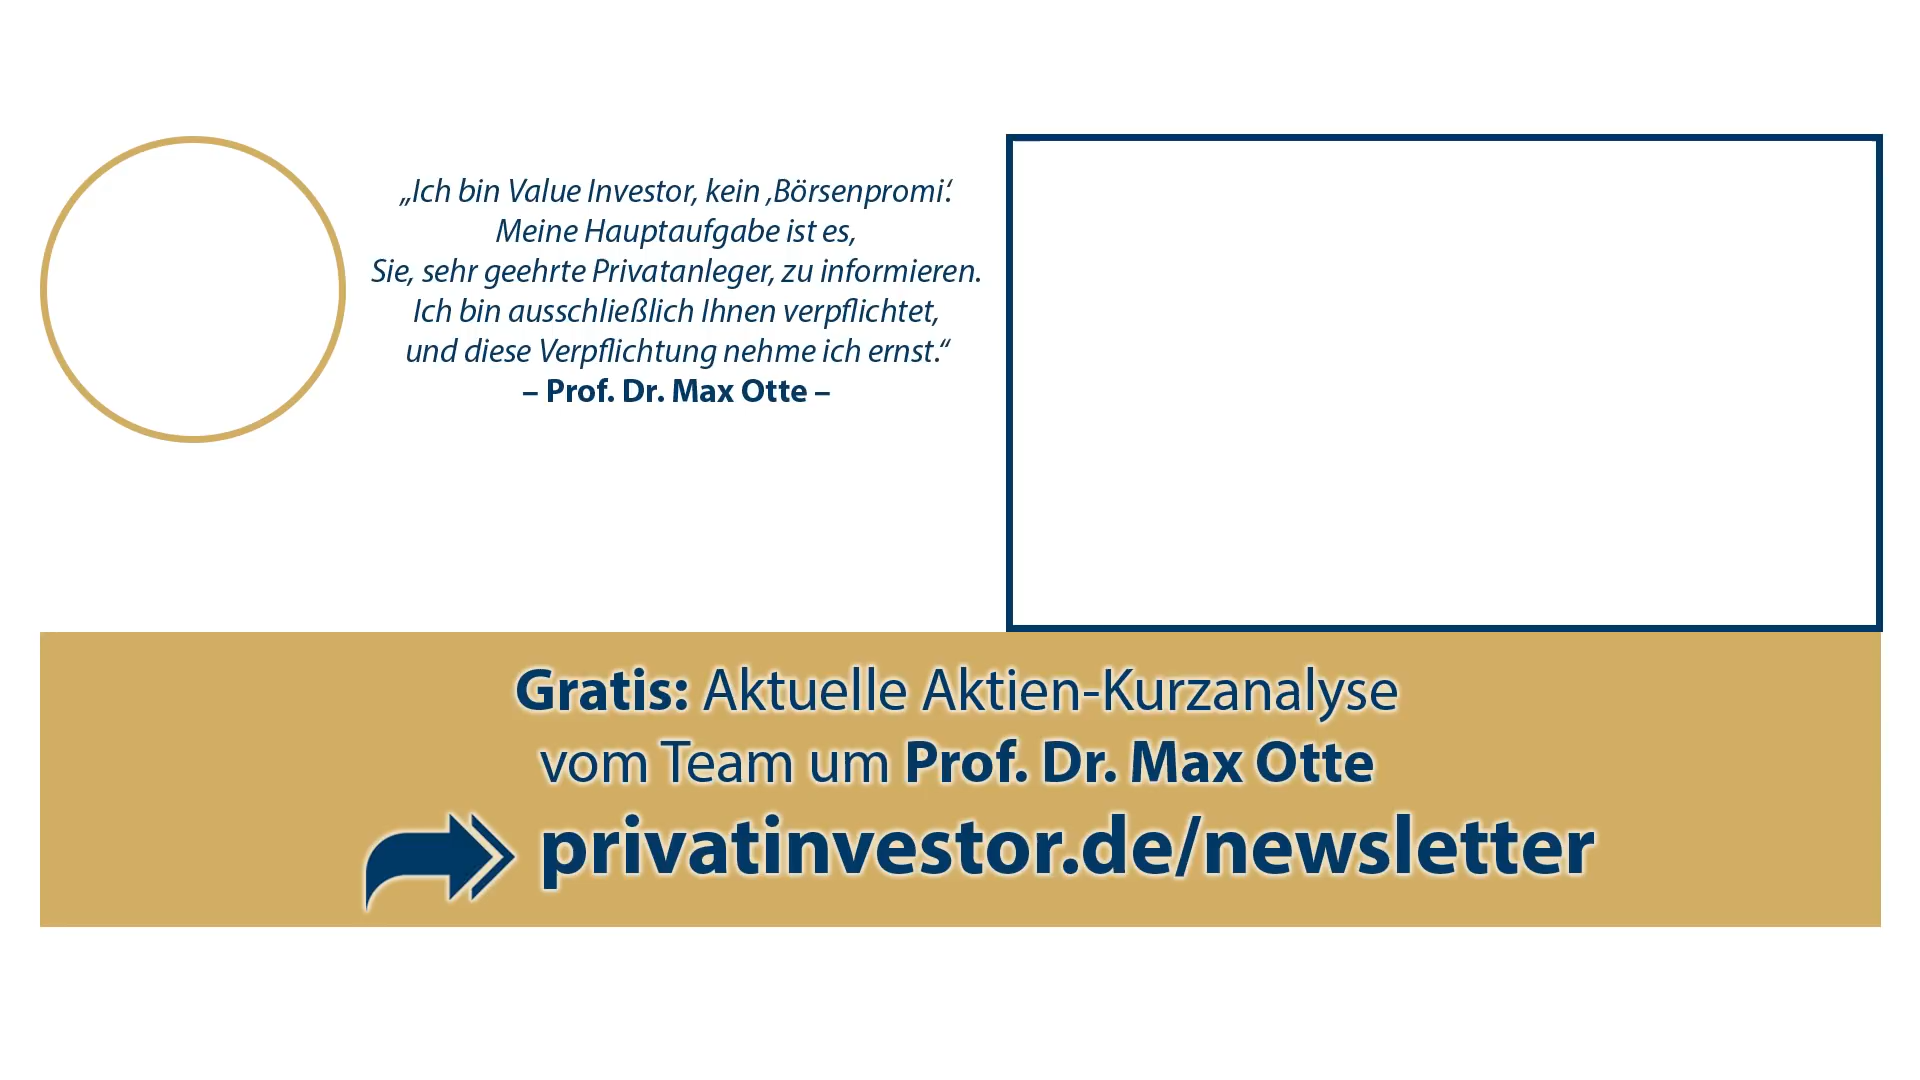 „Ich bin Value Investor, kein ‚Börsenpromi‘.
Meine Hauptaufgabe ist es,
Sie, sehr geehrte Privatanleger, zu informieren.
Ich bin ausschließlich Ihnen verpflichtet,
und diese Verpflichtung nehme ich ernst.“
– Prof. Dr. Max Otte –
Gratis: Aktuelle Aktien-Kurzanalyse
vom Team um Prof. Dr. Max Otte
privatinvestor.de/newsletter